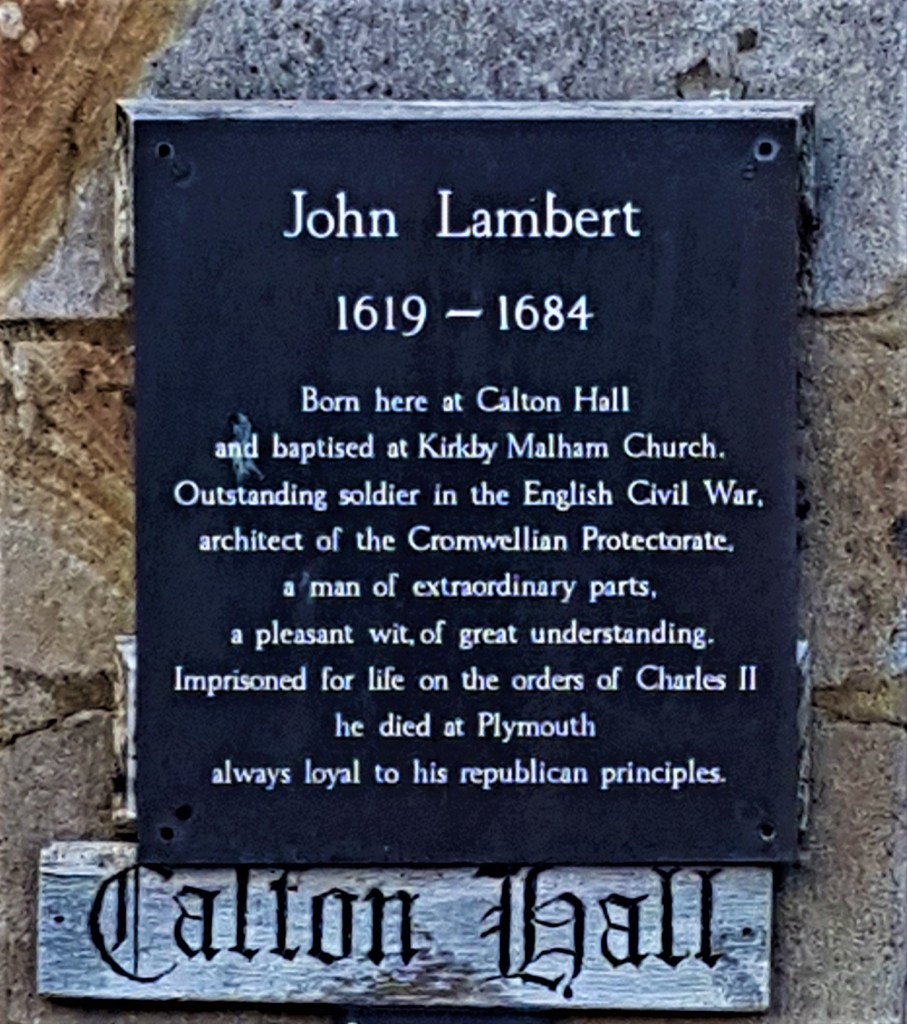 John Lambert
1619 – 1684
Born here at Calton Hall
and baptised at Kirkby Malham Church.
Outstanding soldier in the English Civil War,
architect of the Cromwellian Protectorate,
a man of extraordinary parts,
a pleasant wit, of great understanding.
Imprisoned for life on the orders of Charles II
he died at Plymouth
always loyal to his republican principles.
Calton Hall